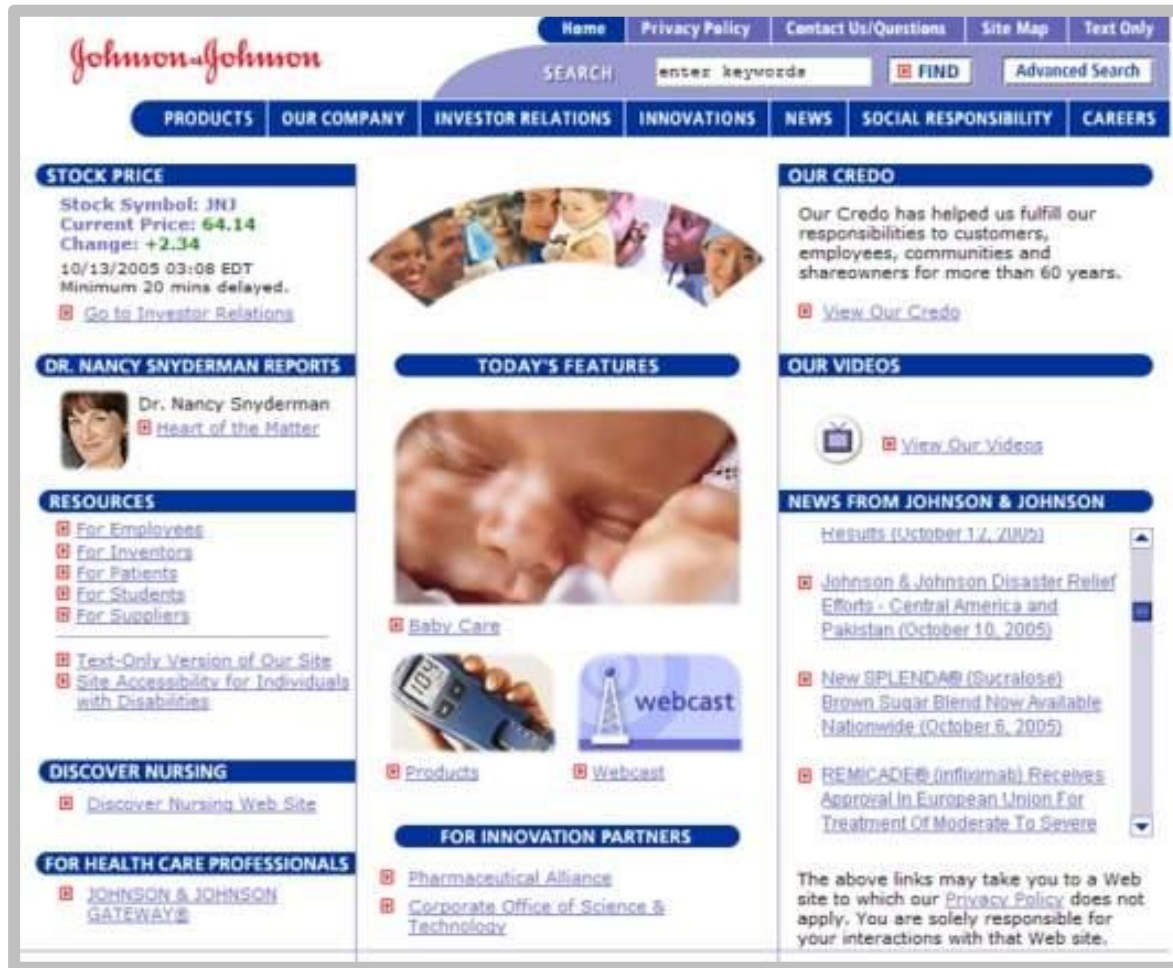 Johnson & Johnson
Home
Privacy Policy
Contact Us/Questions
Site Map
Text Only
SEARCH
enter keywords
FIND
Advanced Search
PRODUCTS
OUR COMPANY
INVESTOR RELATIONS
INNOVATIONS
NEWS
SOCIAL RESPONSIBILITY
CAREERS
STOCK PRICE
Stock Symbol: JNJ
Current Price: 64.14
Change: +2.34
10/13/2005 03:08 EDT
Minimum 20 mins delayed.
Go to Investor Relations
DR. NANCY SNYDERMAN REPORTS
Dr. Nancy Snyderman
Heart of the Matter
RESOURCES
For Employees
For Inventors
For Patients
For Students
For Suppliers
Text-Only Version of Our Site
Site Accessibility for Individuals
with Disabilities
DISCOVER NURSING
Discover Nursing Web Site
FOR HEALTH CARE PROFESSIONALS
JOHNSON & JOHNSON
GATEWAY®
TODAY'S FEATURES
Baby Care
104
webcast
Products
Webcast
FOR INNOVATION PARTNERS
Pharmaceutical Alliance
Corporate Office of Science &
Technology
OUR CREDO
Our Credo has helped us fulfill our
responsibilities to customers,
employees, communities and
shareowners for more than 60 years.
View Our Credo
OUR VIDEOS
View Our Videos
NEWS FROM JOHNSON & JOHNSON
Results (October 12, 2005)
Johnson & Johnson Disaster Relief
Efforts - Central America and
Pakistan (October 10, 2005)
New SPLENDA® (Sucralose)
Brown Sugar Blend Now Available
Nationwide (October 6, 2005)
REMICADE® (infliximab) Receives
Approval In European Union For
Treatment Of Moderate To Severe
The above links may take you to a Web
site to which our Privacy Policy does not
apply. You are solely responsible for
your interactions with that Web site.